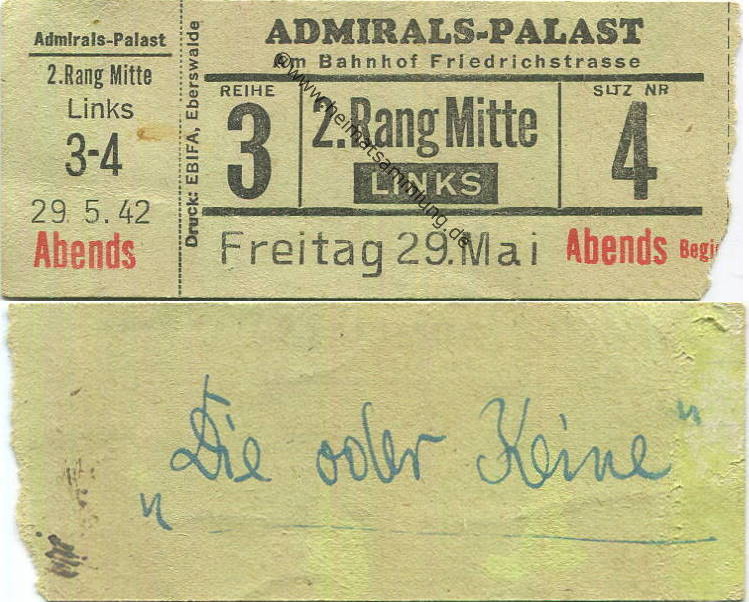 Admirals-Palast
2.Rang Mitte
Links
3-4
29.5.42
Abends
Druck: EBIFA, Eberswalde
ADMIRALS-PALAST
Am Bahnhof Friedrichstrasse
REIHE
3
2.Rang Mitte
LINKS
SLTZ NR
4
Freitag 29.Mai
Abends Begi
©www.heimatsammlung.de
„Die oder Keine"